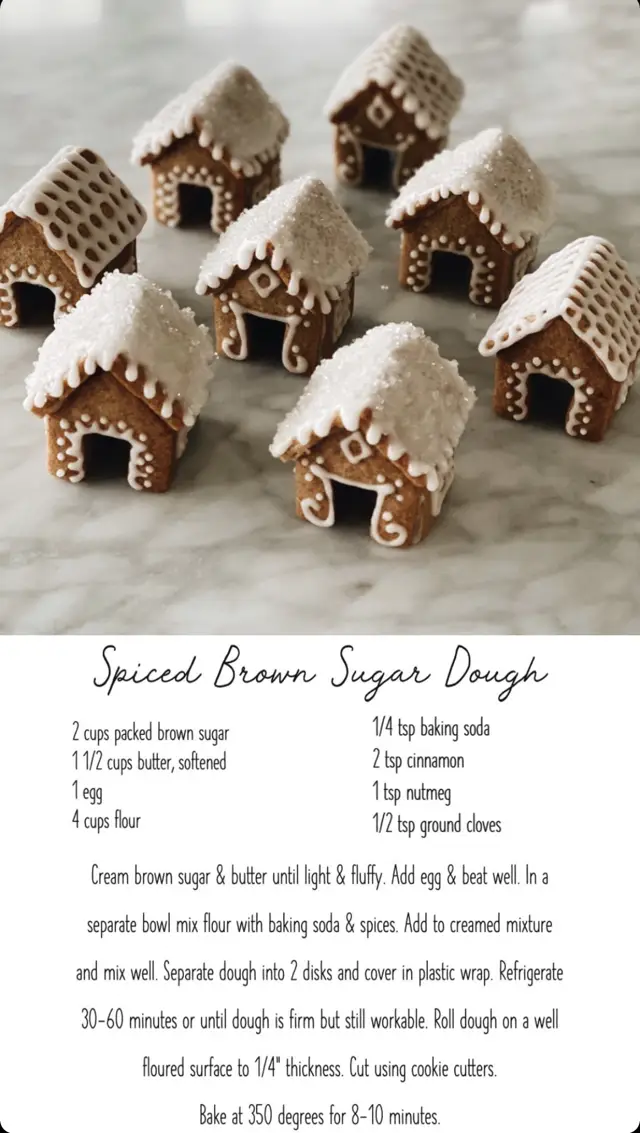 Spiced Brown Sugar Dough
2 cups packed brown sugar
1 1/2 cups butter, softened
1 egg
4 cups flour
1/4 tsp baking soda
2 tsp cinnamon
1 tsp nutmeg
1/2 tsp ground cloves
Cream brown sugar & butter until light & fluffy. Add egg & beat well. In a
separate bowl mix flour with baking soda & spices. Add to creamed mixture
and mix well. Separate dough into 2 disks and cover in plastic wrap. Refrigerate
30-60 minutes or until dough is firm but still workable. Roll dough on a well
floured surface to 1/4" thickness. Cut using cookie cutters.
Bake at 350 degrees for 8-10 minutes.